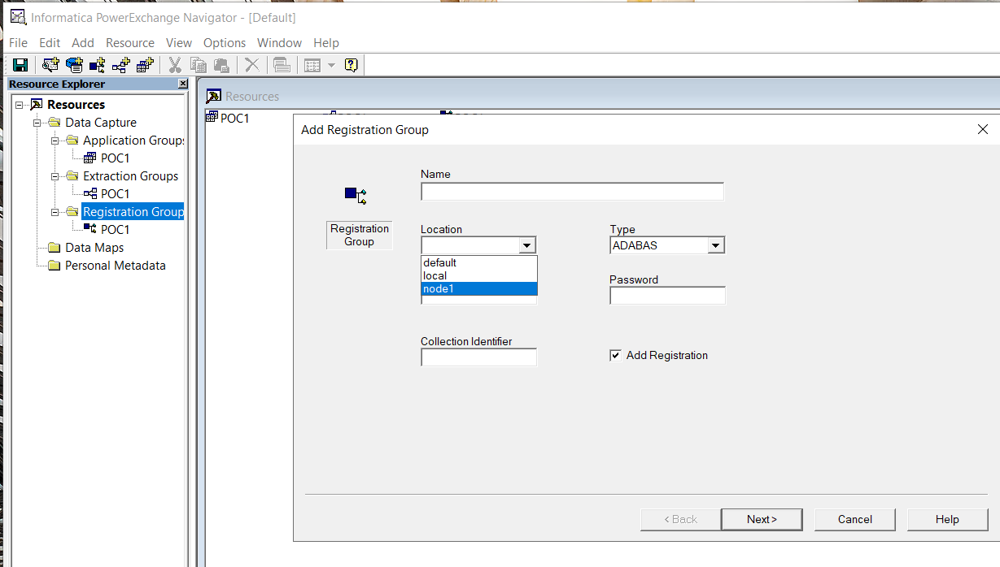 Informatica PowerExchange Navigator - [Default]
File Edit Add Resource View Options Window Help
Resource Explorer
Resources
Data Capture
Application Groups
POC1
Extraction Groups
POC1
Registration Group
POC1
Data Maps
Personal Metadata
Resources
POC1
Add Registration Group
Name
Registration
Group
Location
Type
ADABAS
default
local
node1
Password
Collection Identifier
Add Registration
< Back
Next >
Cancel
Help